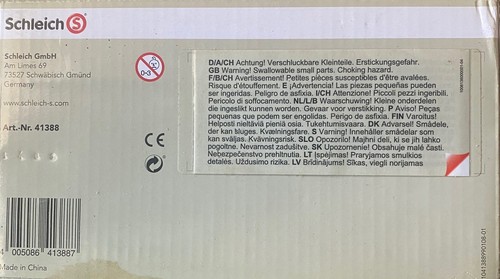 Schleich S
Schleich GmbH
Am Limes 69
73527 Schwäbisch Gmünd
Germany
www.schleich-s.com
Art.-Nr. 41388
0-3
CE
D/A/CH Achtung! Verschluckbare Kleinteile. Erstickungsgefahr.
GB Warning! Swallowable small parts. Choking hazard.
F/B/CH Avertissement! Petites pièces susceptibles d'être avalées.
Risque d'étouffement. E ¡Advertencia! Las piezas pequeñas pueden
ser ingeridas. Peligro de asfixia. I/CH Attenzione! Piccoli pezzi ingeribili.
Pericolo di soffocamento. NL/L/B Waarschuwing! Kleine onderdelen
die ingeslikt kunnen worden. Gevaar voor verstikking. P Aviso! Peças
pequenas que podem ser engolidas. Perigo de asfixia. FIN Varoitus!
Helposti nieltäviä pieniä osia. Tukehtumisvaara. DK Advarsel! Smådele,
der kan sluges. Kvælningsfare. S Varning! Innehåller smådelar som
kan sväljas. Kvävningsrisk. SLO Opozorilo! Majhni deli, ki se jih lahko
pogoltne. Nevarnost zadušitve. SK Upozornenie! Obsahuje malé časti.
Nebezpečenstvo prehltnutia. LT Įspėjimas! Praryjamos smulkios
detalės. Uždusimo rizika. LV Brīdinājums! Sīkas, viegli norijamas
4 005086 413887
Made in China